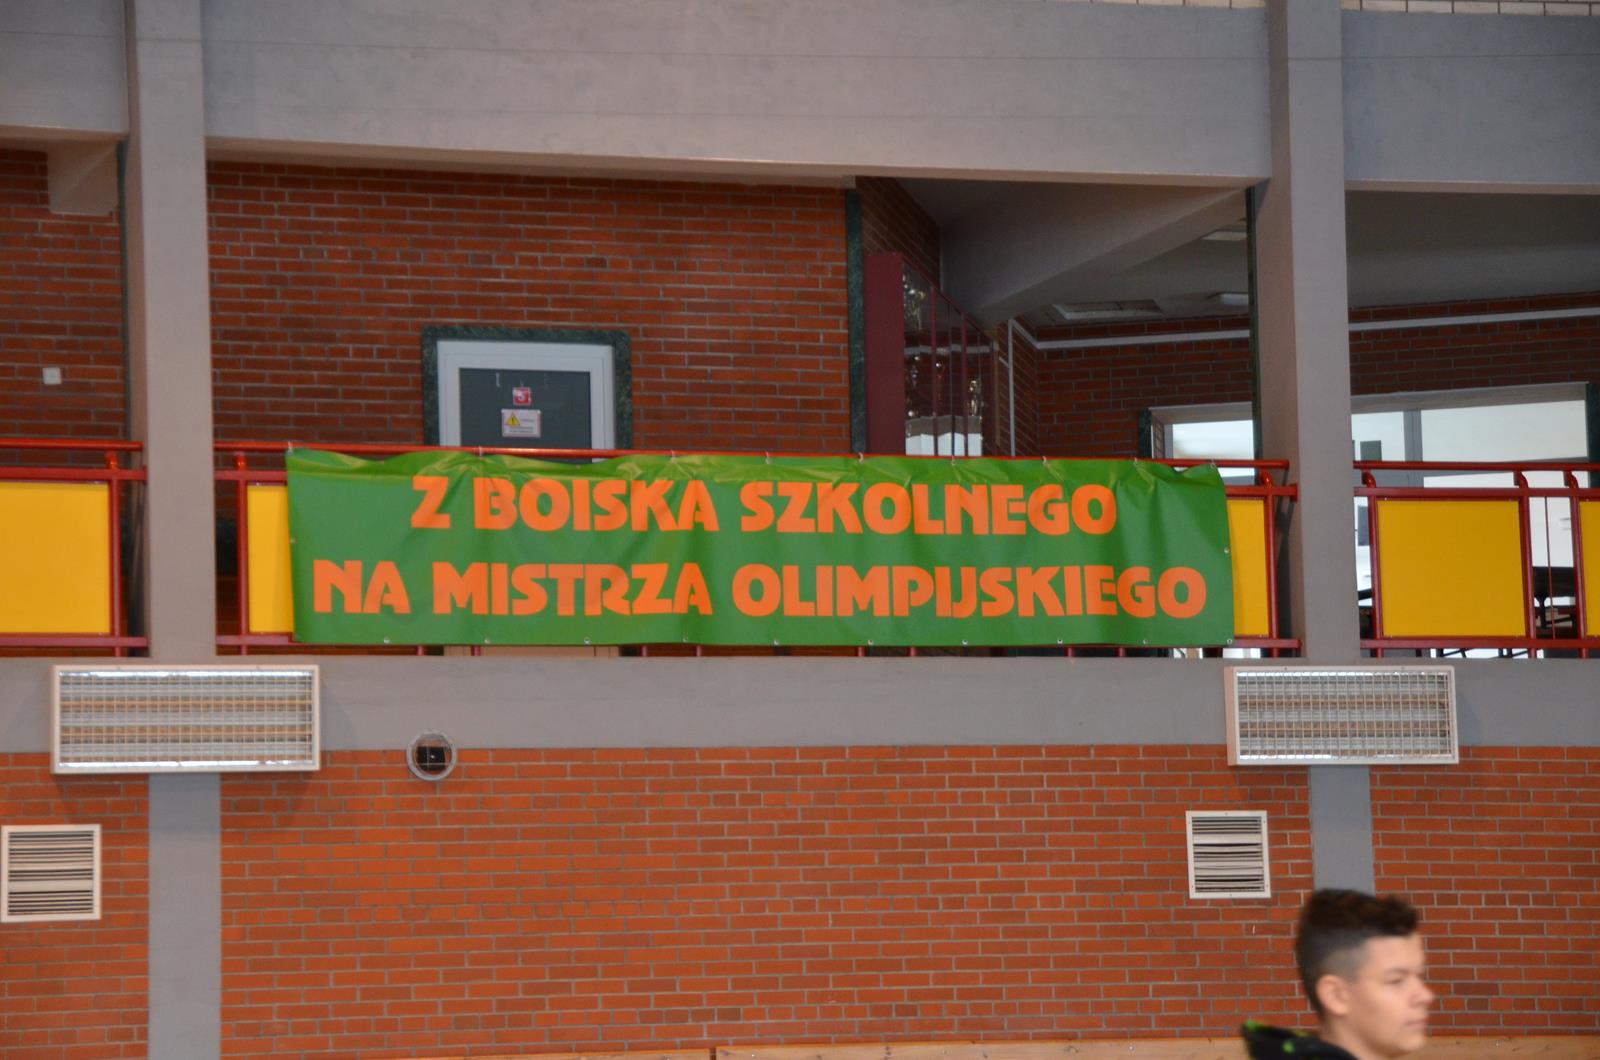 Z BOISKA SZKOLNEGO
NA MISTRZA OLIMPIJSKIEGO